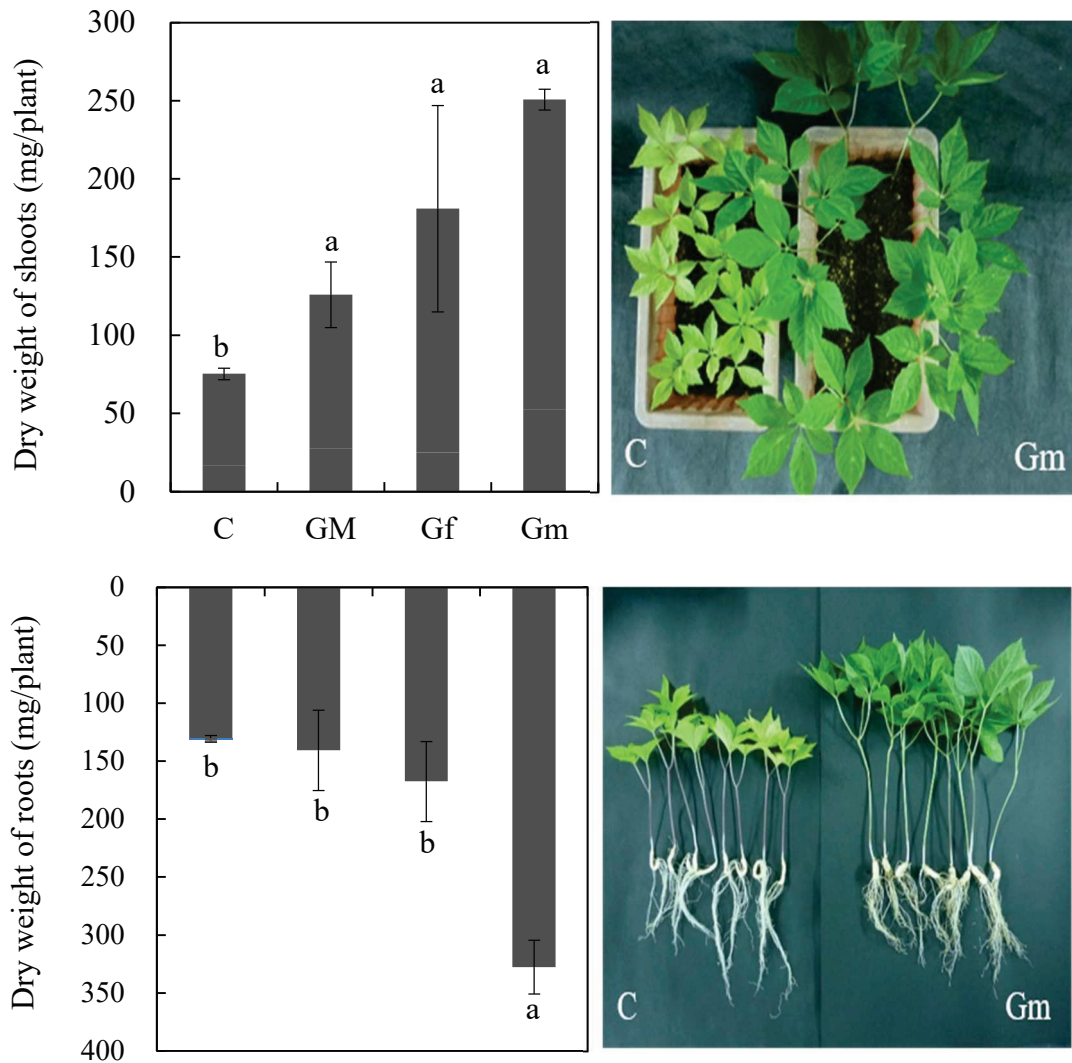 Dry weight of shoots (mg/plant)
300
250
200
150
100
50
0
b
a
a
a
C
GM
Gf
Gm
C
Gm
Dry weight of roots (mg/plant)
0
50
100
150
200
250
300
350
400
b
b
b
a
C
Gm